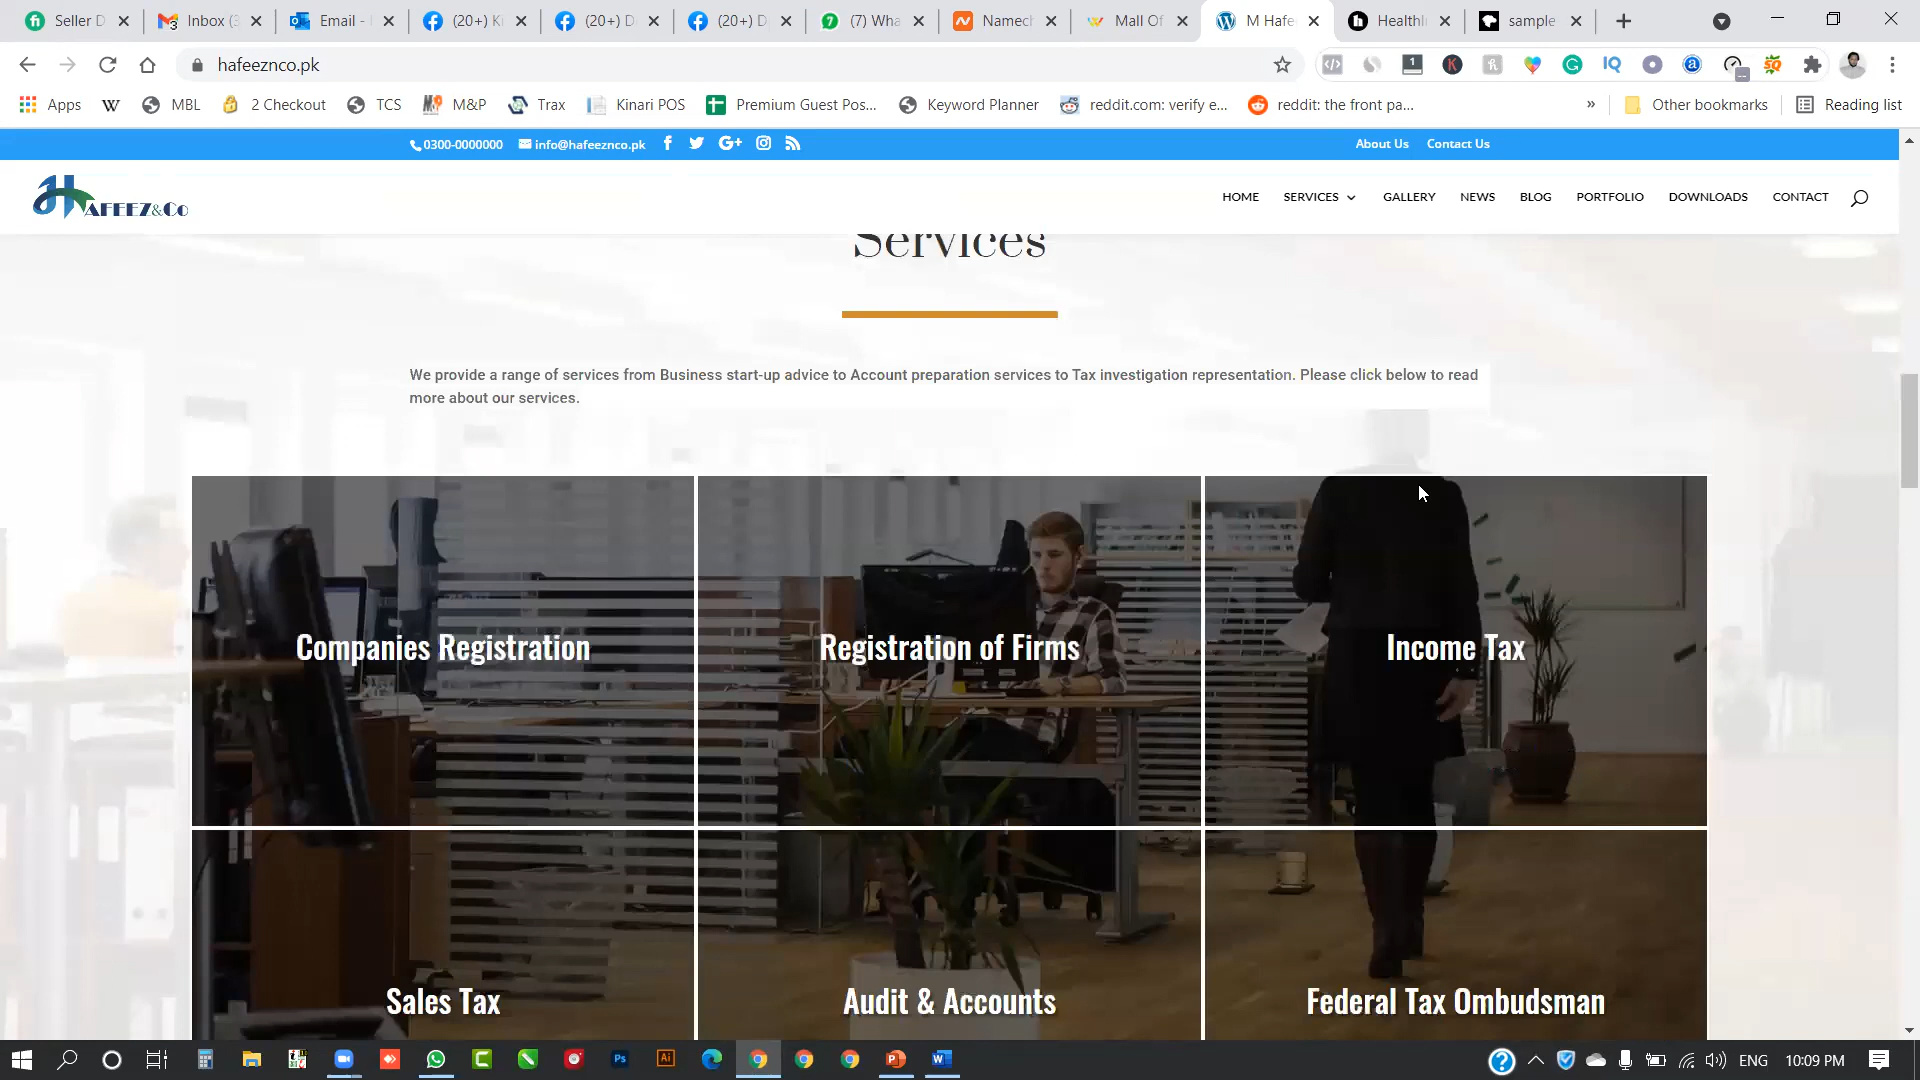 Seller D
Inbox (3
Email -
(20+) K
(20+) D
(20+) D
(7) Wha
Namech
Mall Of
M Hafe
Healthli
sample
hafeeznco.pk
Apps
MBL
2 Checkout
TCS
M&P
Trax
Kinari POS
Premium Guest Pos...
Keyword Planner
reddit.com: verify e...
reddit: the front pa...
»
Other bookmarks
Reading list
0300-0000000
info@hafeeznco.pk
About Us
Contact Us
HAFEEZ&Co
HOME
SERVICES
GALLERY
NEWS
BLOG
PORTFOLIO
DOWNLOADS
CONTACT
Services
We provide a range of services from Business start-up advice to Account preparation services to Tax investigation representation. Please click below to read
more about our services.
Companies Registration
Registration of Firms
Income Tax
Sales Tax
Audit & Accounts
Federal Tax Ombudsman
ENG
10:09 PM